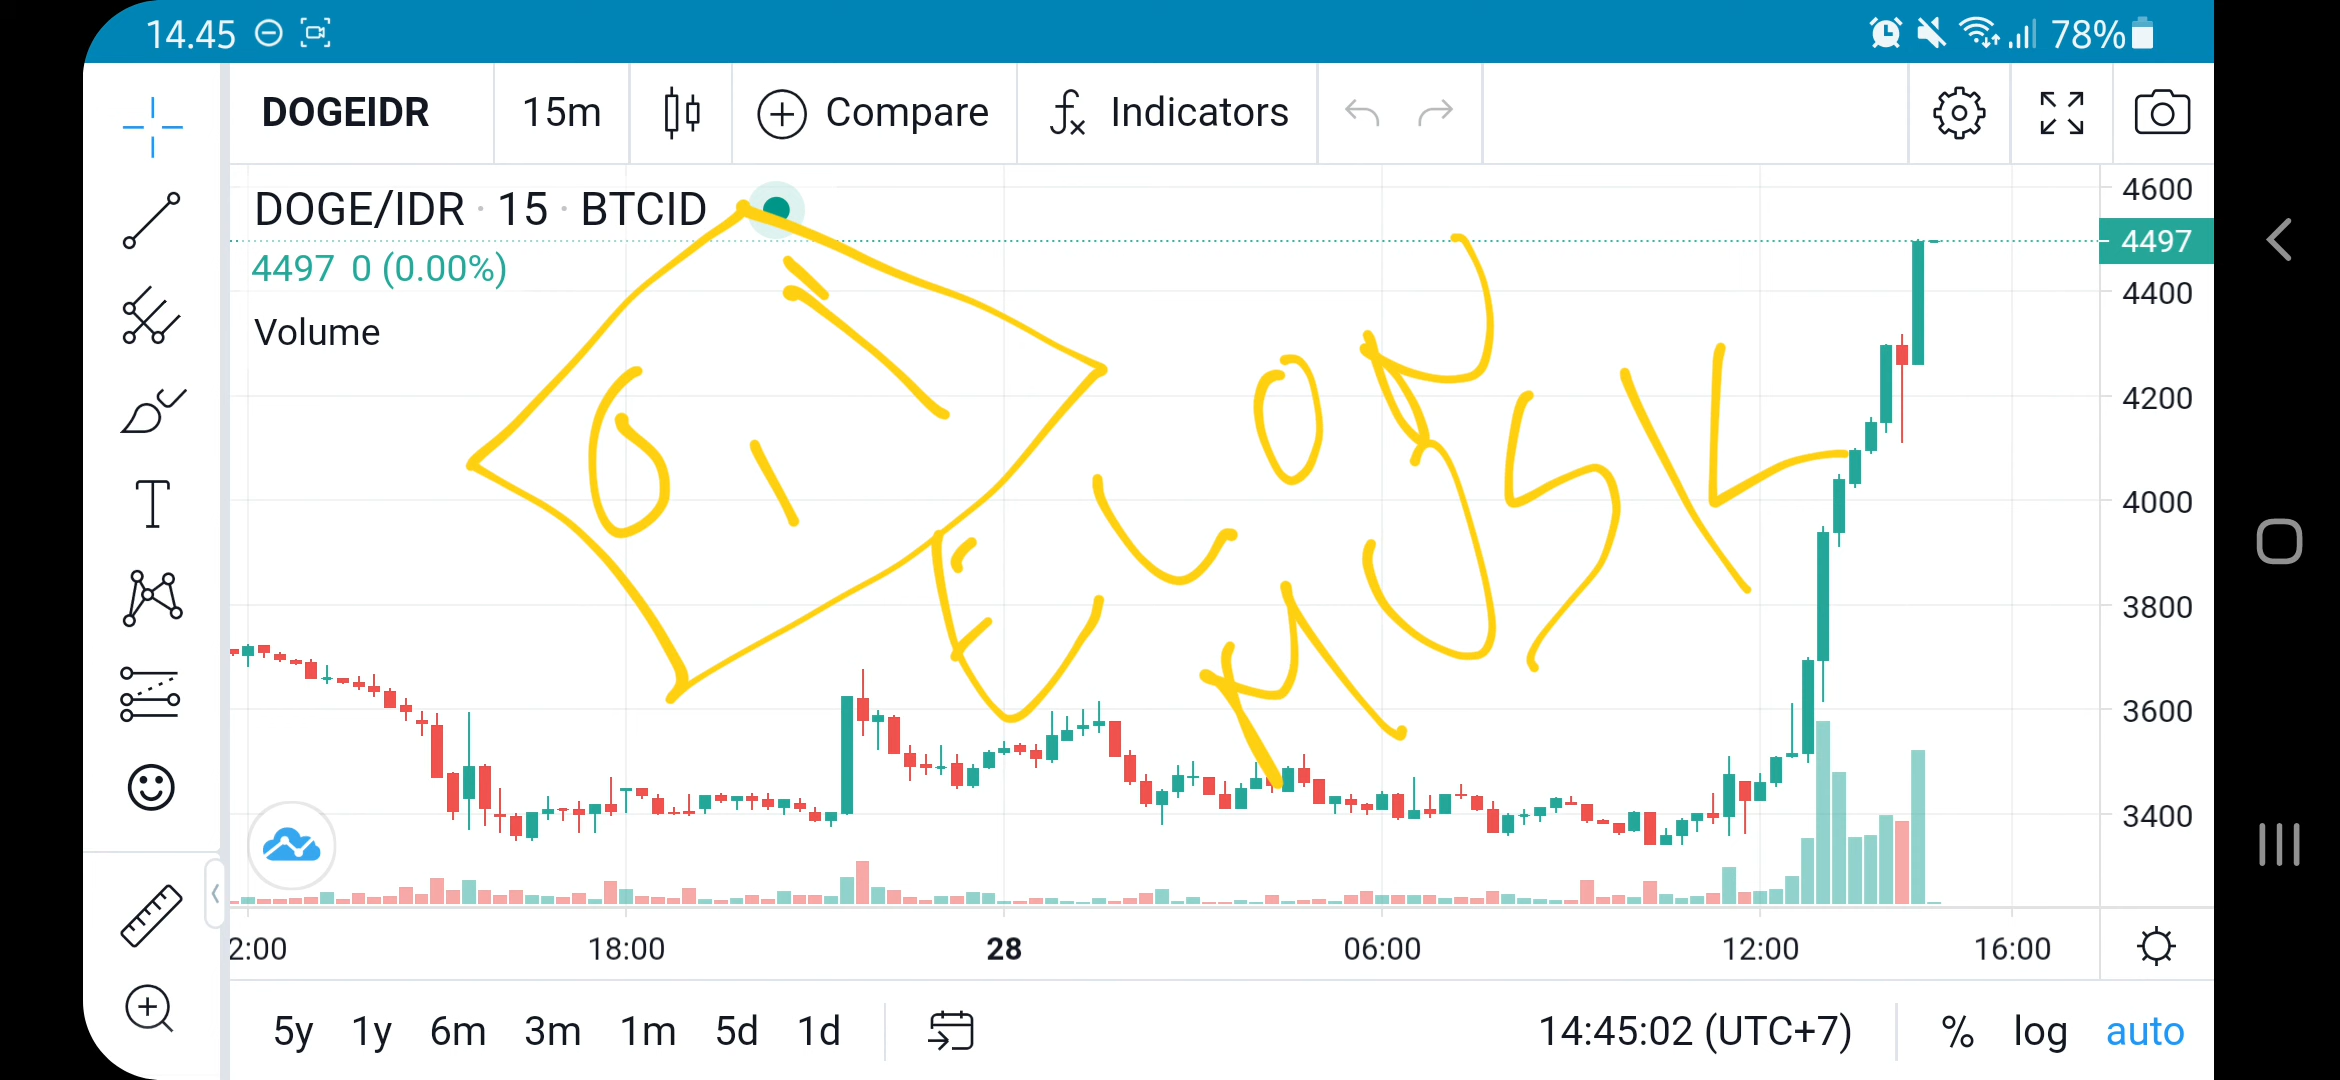 14.45 78%
DOGEIDR 15m Compare Indicators
DOGE/IDR · 15 · BTCID
4497 0 (0.00%)
Volume
ELON
MUSK
4600
4497
4400
4200
4000
3800
3600
3400
2:00 18:00 28 06:00 12:00 16:00
5y 1y 6m 3m 1m 5d 1d 14:45:02 (UTC+7) % log auto